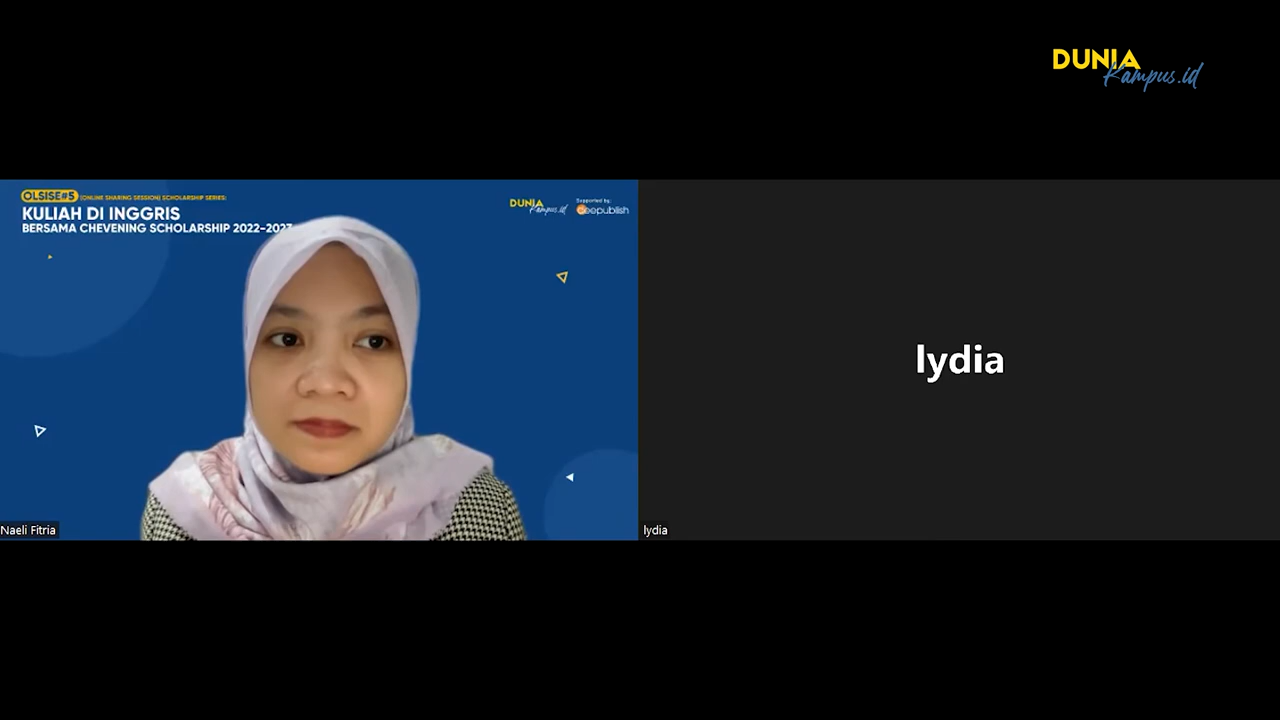 DUNIA
Kampus.id
OLSISE#5 (ONLINE SHARING SESSION) SCHOLARSHIP SERIES:
KULIAH DI INGGRIS
BERSAMA CHEVENING SCHOLARSHIP 2022-2023
DUNIA
Kampus.id
Supported by:
deepublish
lydia
Naeli Fitria
lydia